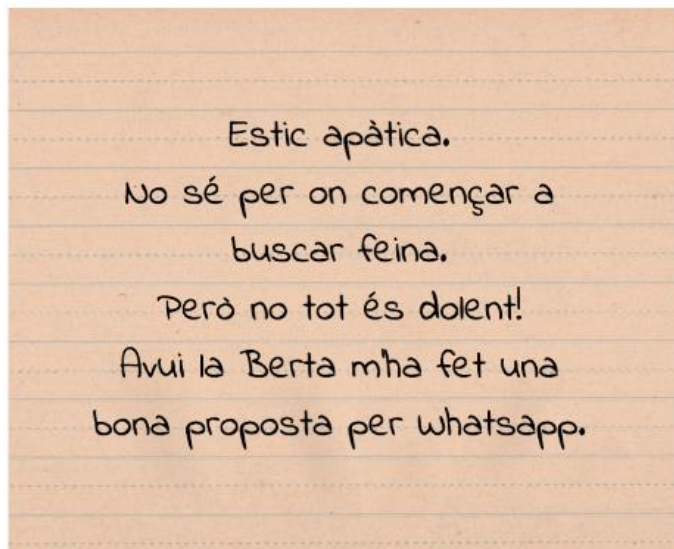 Estic apàtica.
No sé per on començar a
buscar feina.
Però no tot és dolent!
Avui la Berta m'ha fet una
bona proposta per whatsapp.